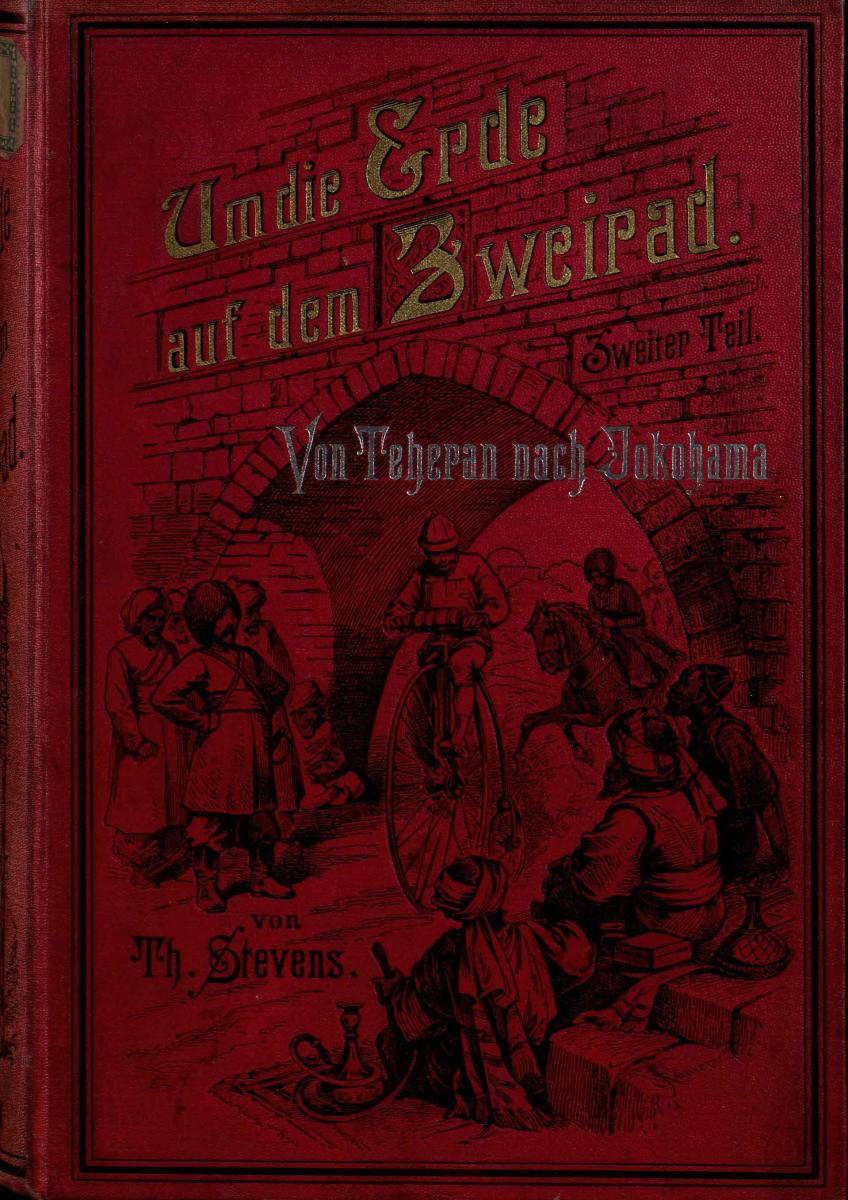 Um die Erde
auf dem Zweirad.
Zweiter Teil.
Von Teheran nach Jokohama
von
Th. Stevens.